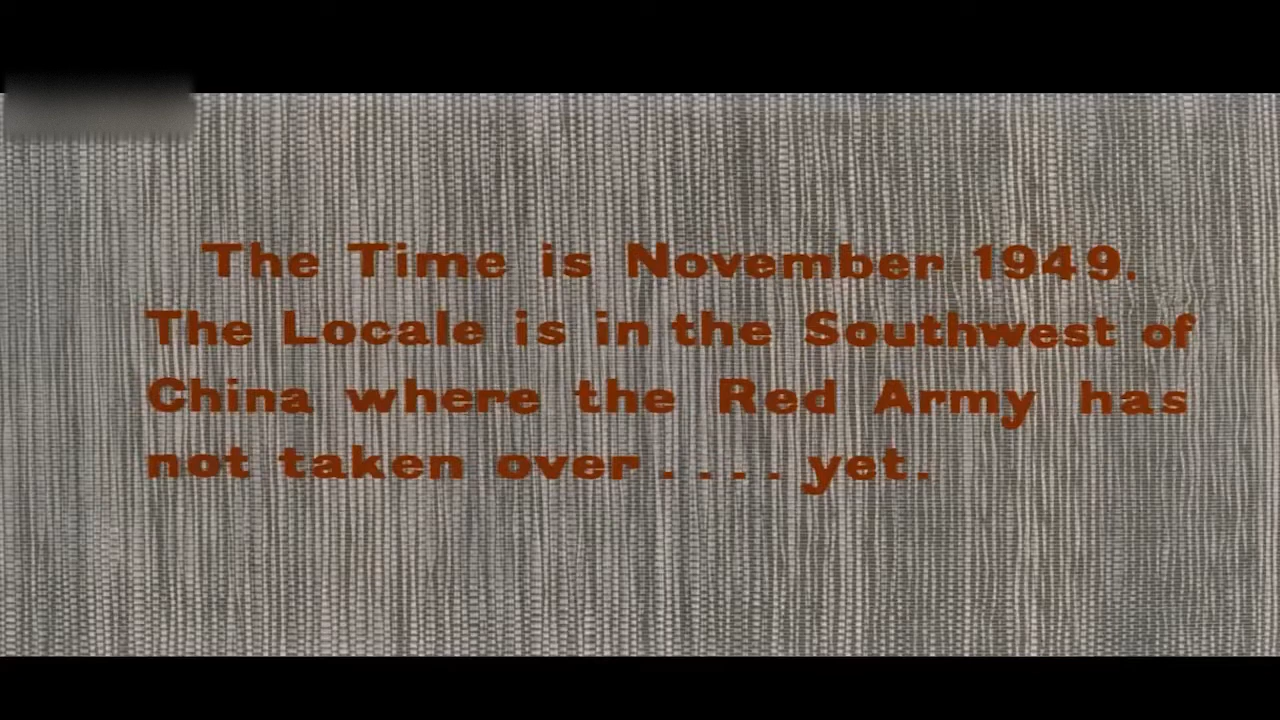 The Time is November 1949.
The Locale is in the Southwest of
China where the Red Army has
not taken over .... yet.